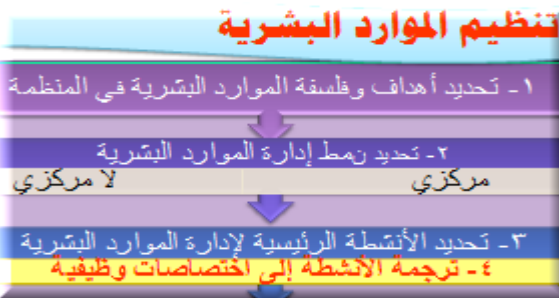 تنظيم الموارد البشرية
١- تحديد أهداف وفلسفة الموارد البشرية في المنظمة
٢- تحديد نمط إدارة الموارد البشرية
مركزي لا مركزي
٣- تحديد الأنشطة الرئيسية لإدارة الموارد البشرية
٤- ترجمة الأنشطة إلى اختصاصات وظيفية